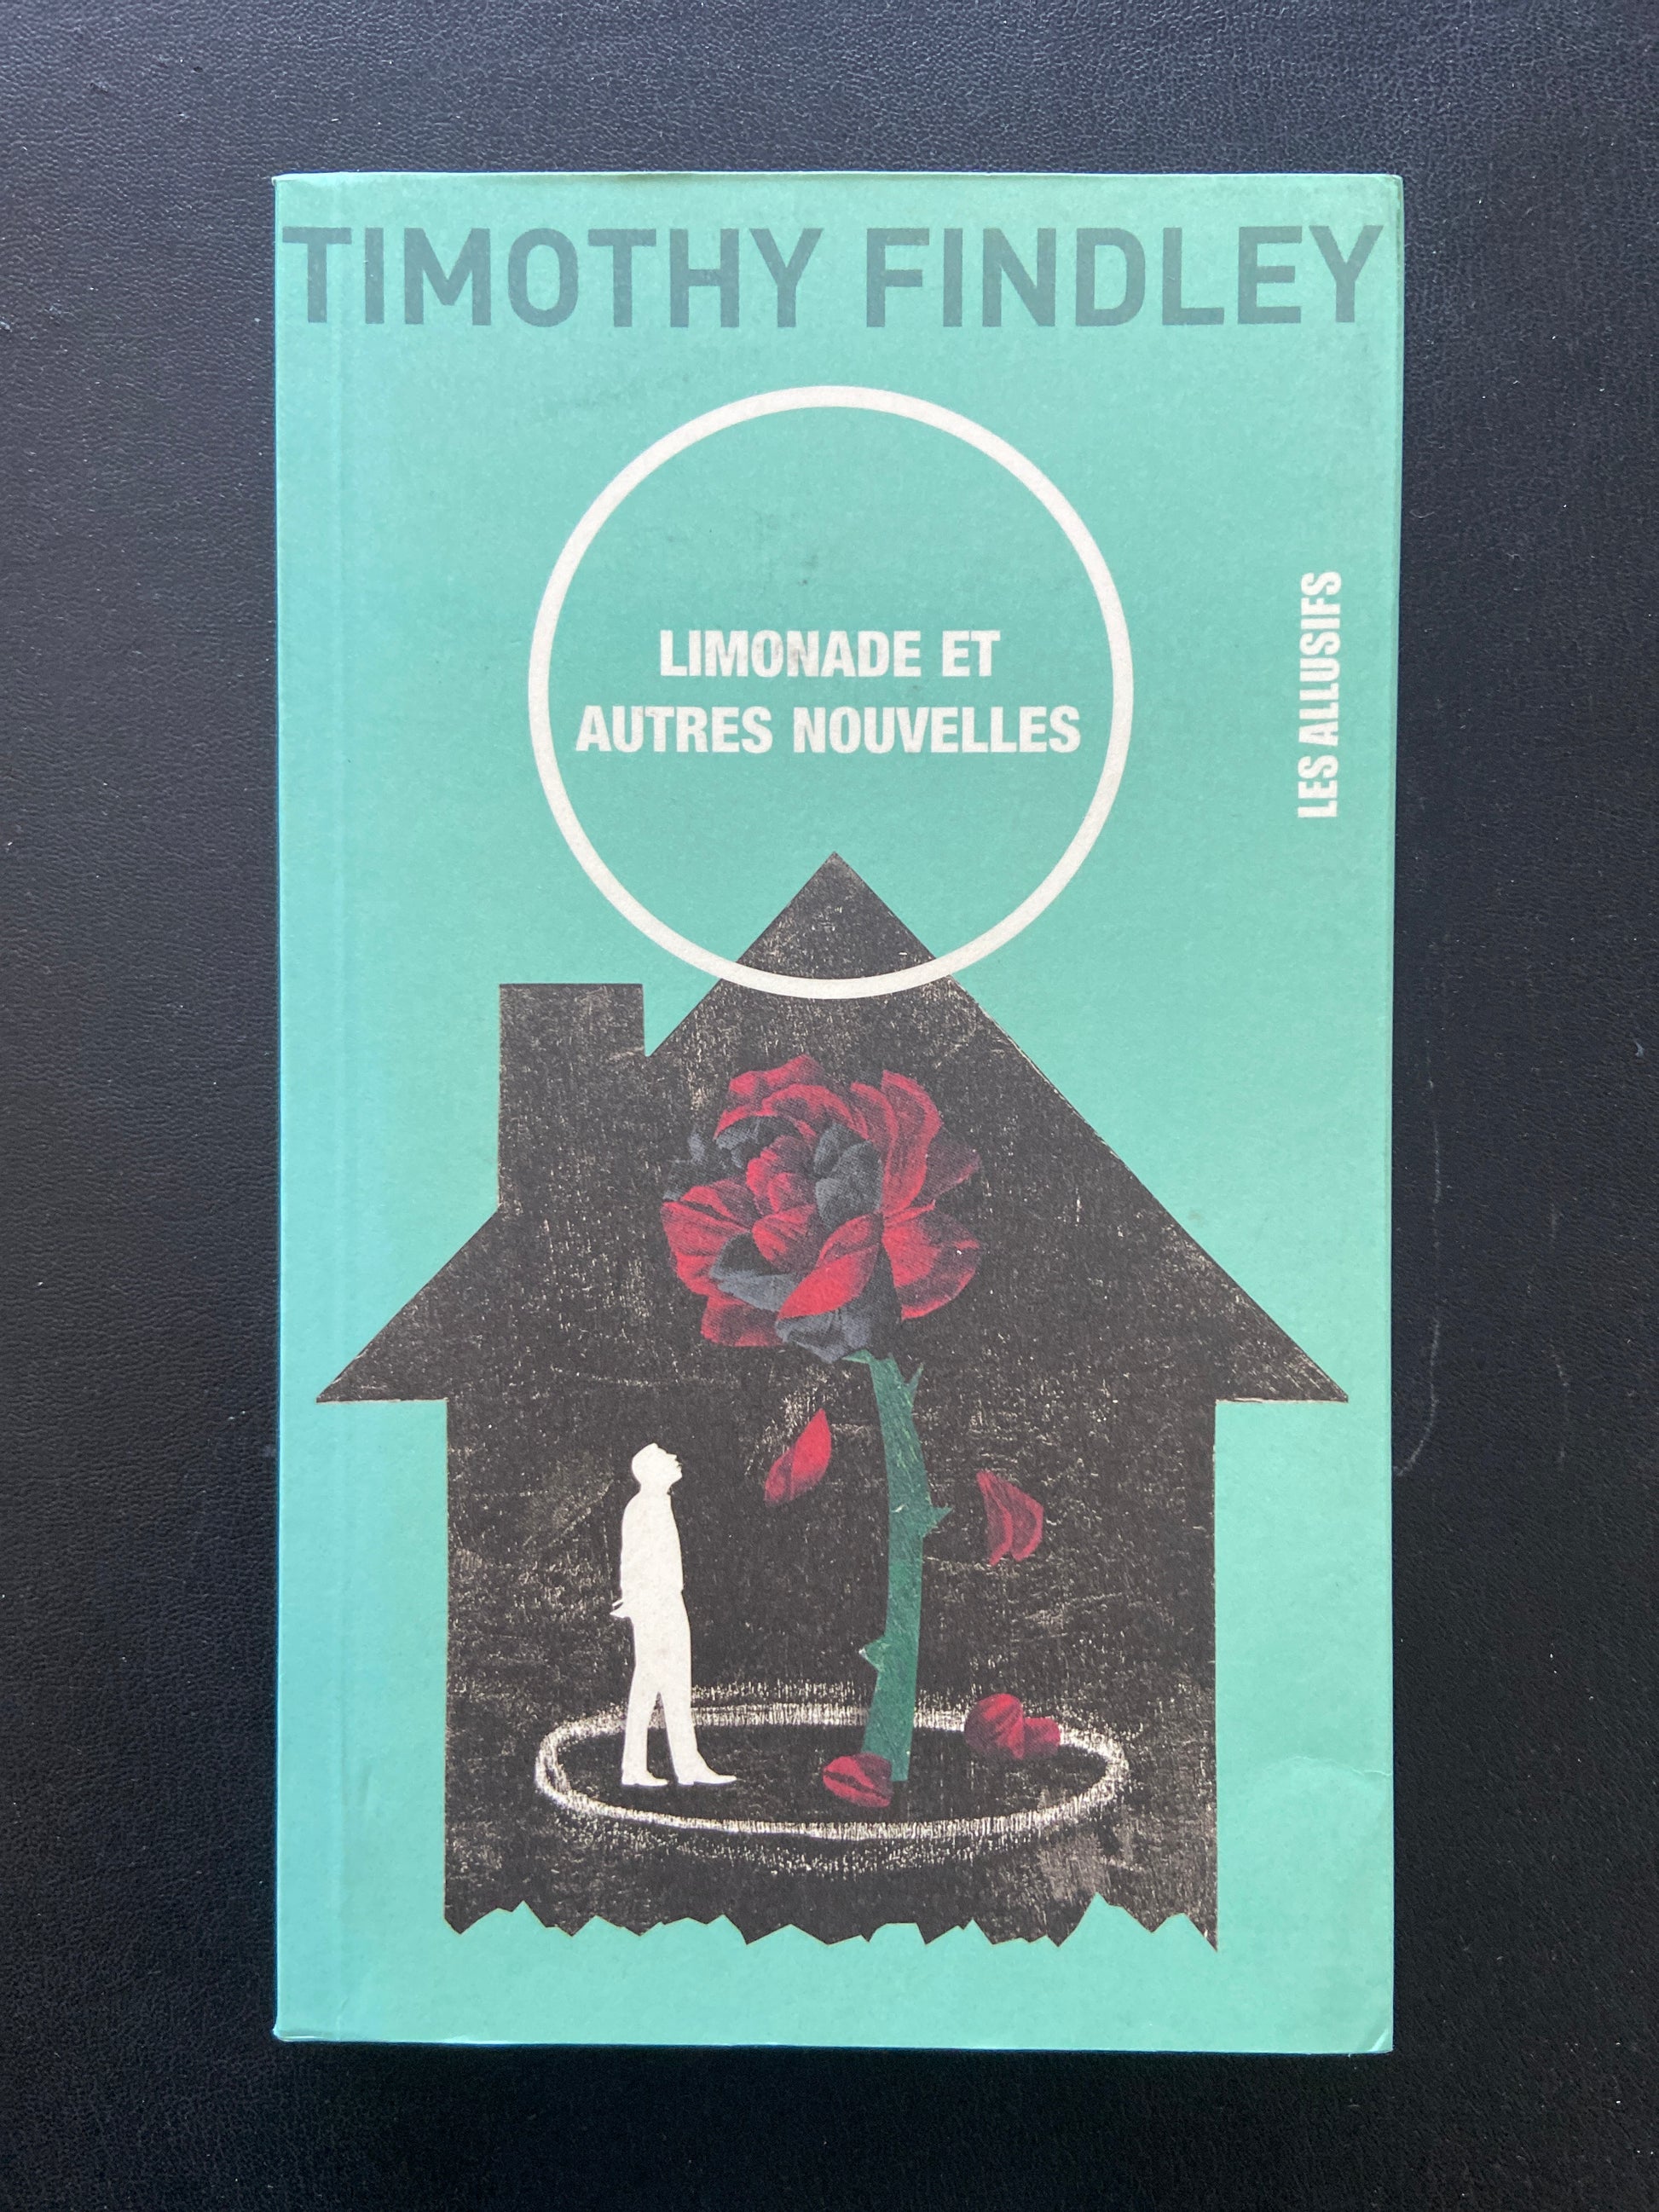 TIMOTHY FINDLEY
LIMONADE ET
AUTRES NOUVELLES
LES ALLUSIFS